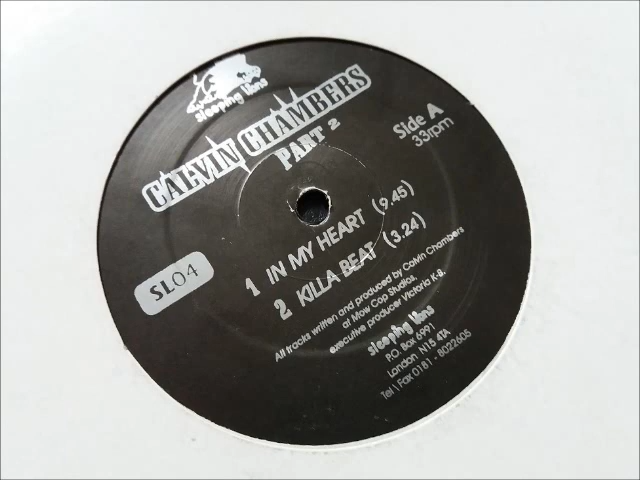 sleeping lions
CALVIN CHAMBERS
PART 2
Side A
33rpm
SL04
1 IN MY HEART (9.45)
2 KILLA BEAT (3.24)
All tracks written and produced by Calvin Chambers
at Mow Cop Studios,
executive producer Victoria K-B.
sleeping lions
P.O. Box 6991
London N15 4TA
Tel \ Fax 0181 - 8022605